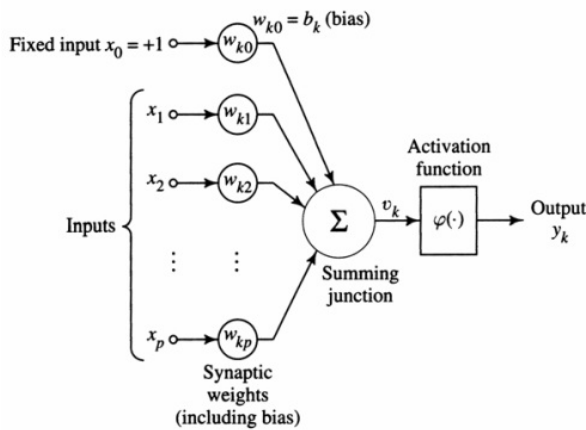 w_{k0} = b_k (bias)
Fixed input x_0 = +1
w_{k0}
x_1
w_{k1}
Activation
function
x_2
w_{k2}
Inputs
Σ
v_k
φ(·)
Output
y_k
⋮ ⋮
Summing
junction
x_p
w_{kp}
Synaptic
weights
(including bias)